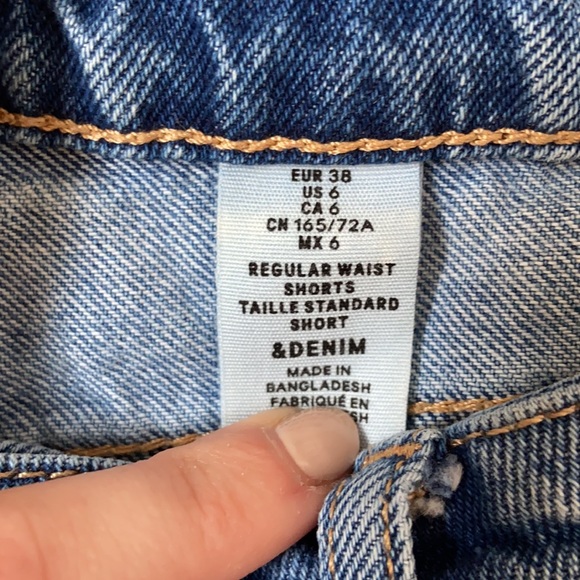 EUR 38
US 6
CA 6
CN 165/72A
MX 6
REGULAR WAIST
SHORTS
TAILLE STANDARD
SHORT
&DENIM
MADE IN
BANGLADESH
FABRIQUÉ EN